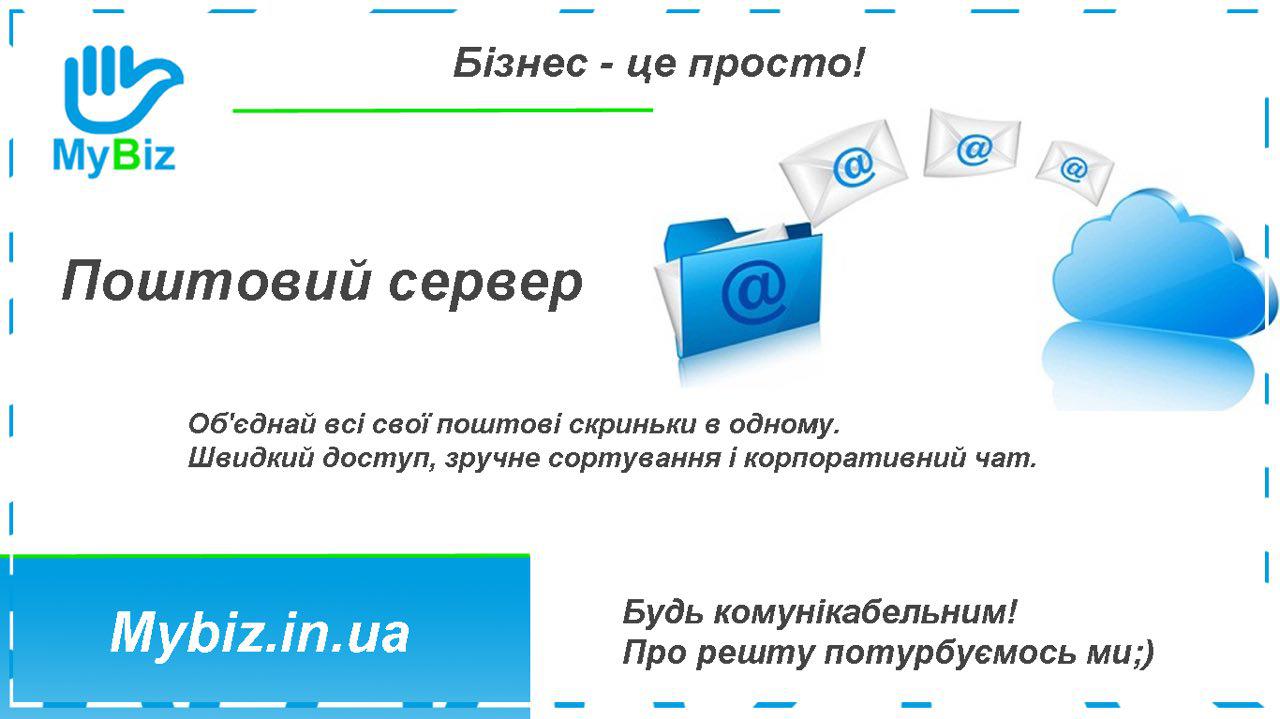 Бізнес - це просто!
MyBiz
@ @ @
@
Поштовий сервер
Об'єднай всі свої поштові скриньки в одному.
Швидкий доступ, зручне сортування і корпоративний чат.
Mybiz.in.ua
Будь комунікабельним!
Про решту потурбуємось ми;)